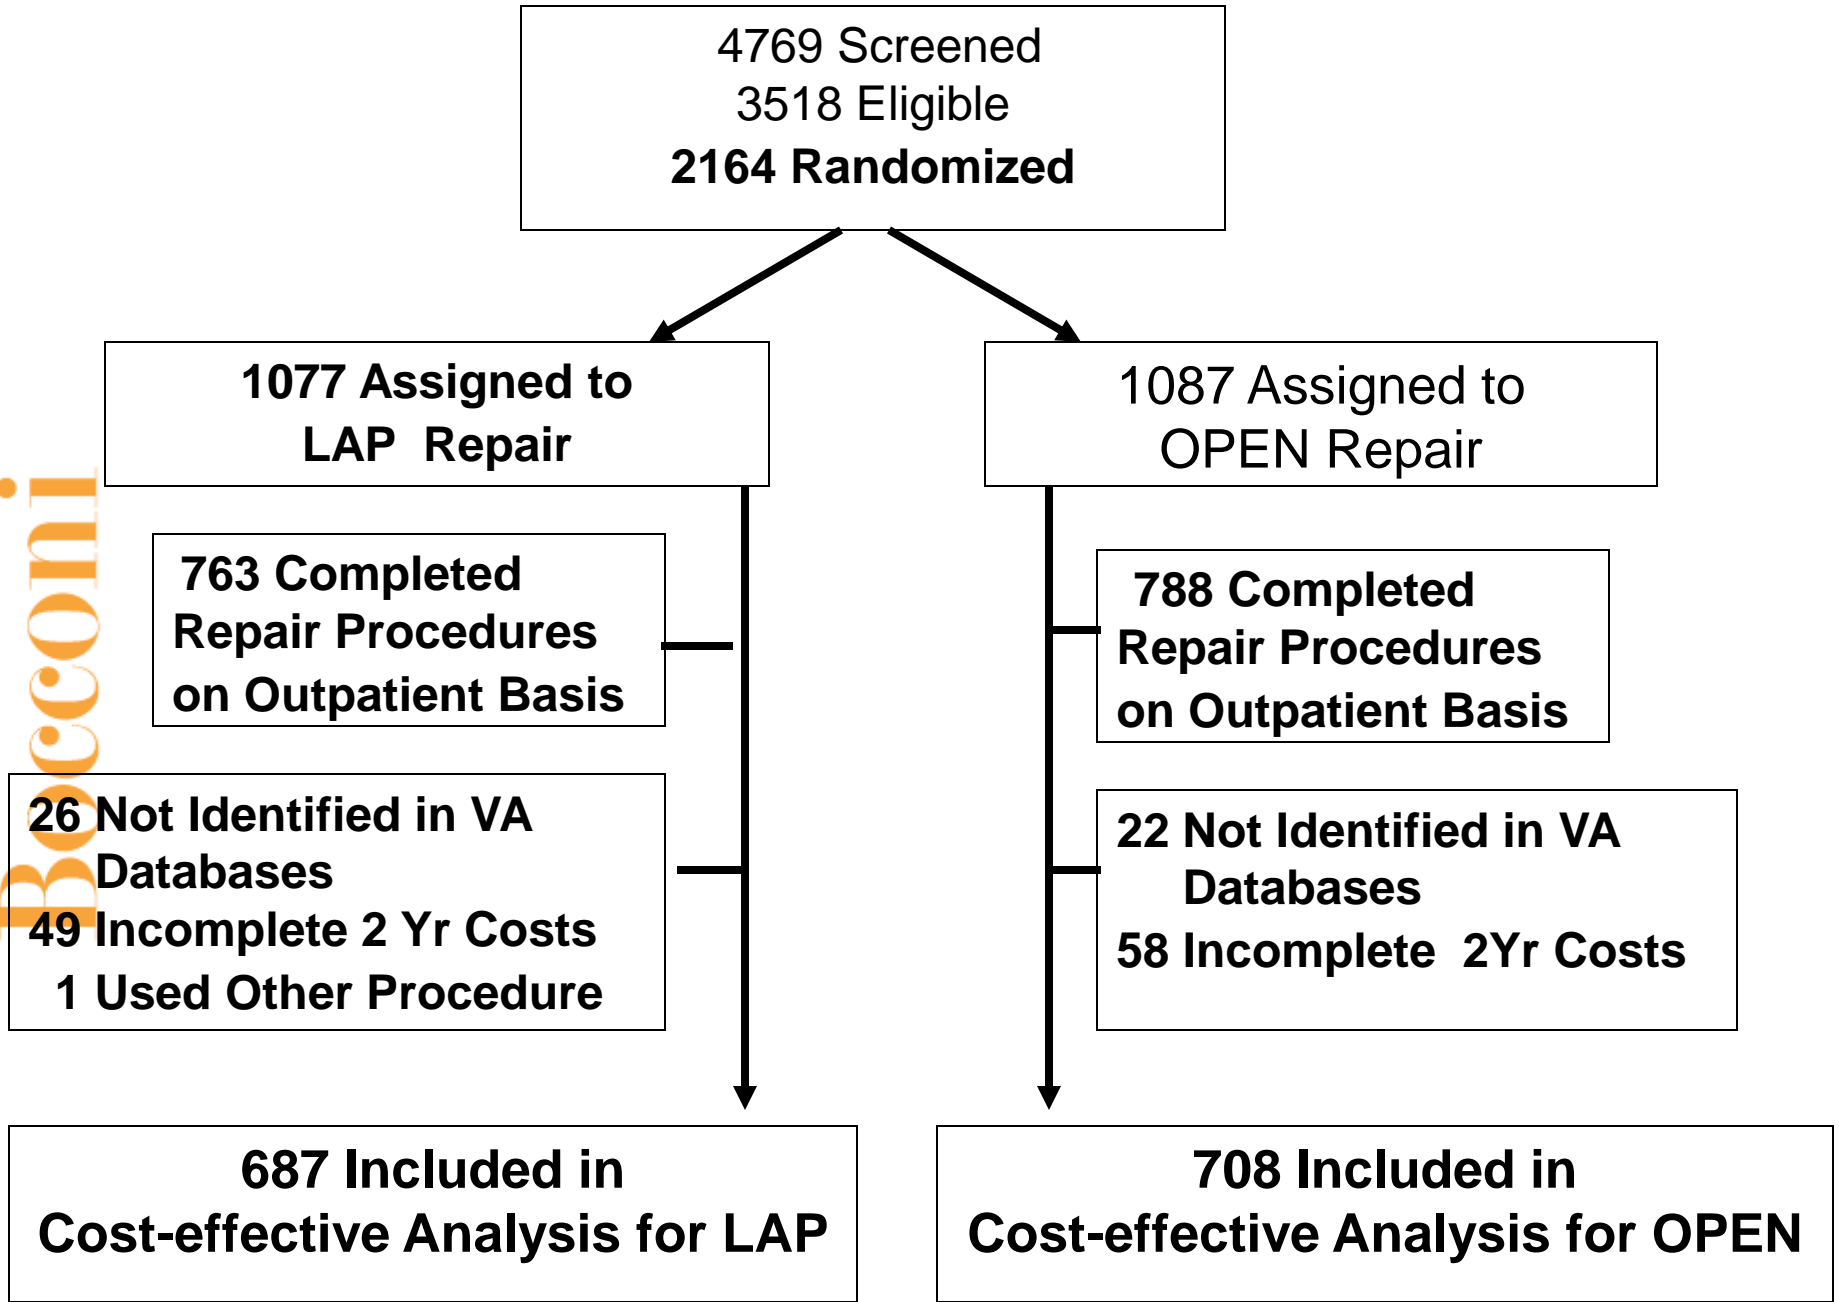 4769 Screened
3518 Eligible
2164 Randomized
1077 Assigned to
LAP Repair
1087 Assigned to
OPEN Repair
763 Completed
Repair Procedures
on Outpatient Basis
788 Completed
Repair Procedures
on Outpatient Basis
26 Not Identified in VA
Databases
49 Incomplete 2 Yr Costs
1 Used Other Procedure
22 Not Identified in VA
Databases
58 Incomplete 2Yr Costs
687 Included in
Cost-effective Analysis for LAP
708 Included in
Cost-effective Analysis for OPEN
Bocconi